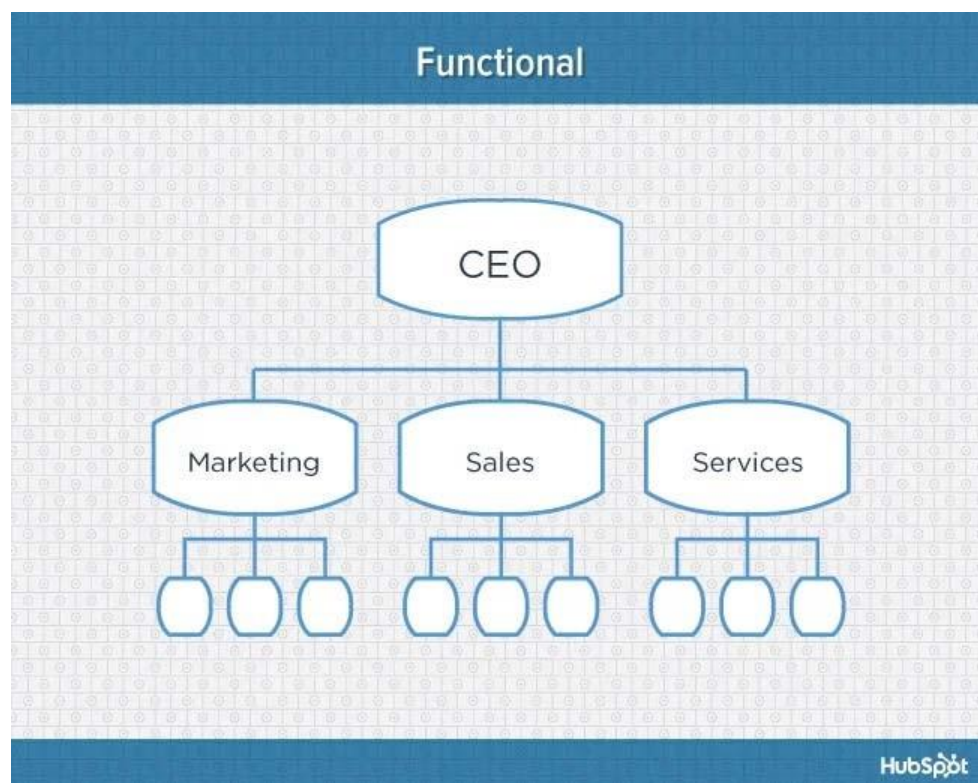 Functional
CEO
Marketing
Sales
Services
HubSpot